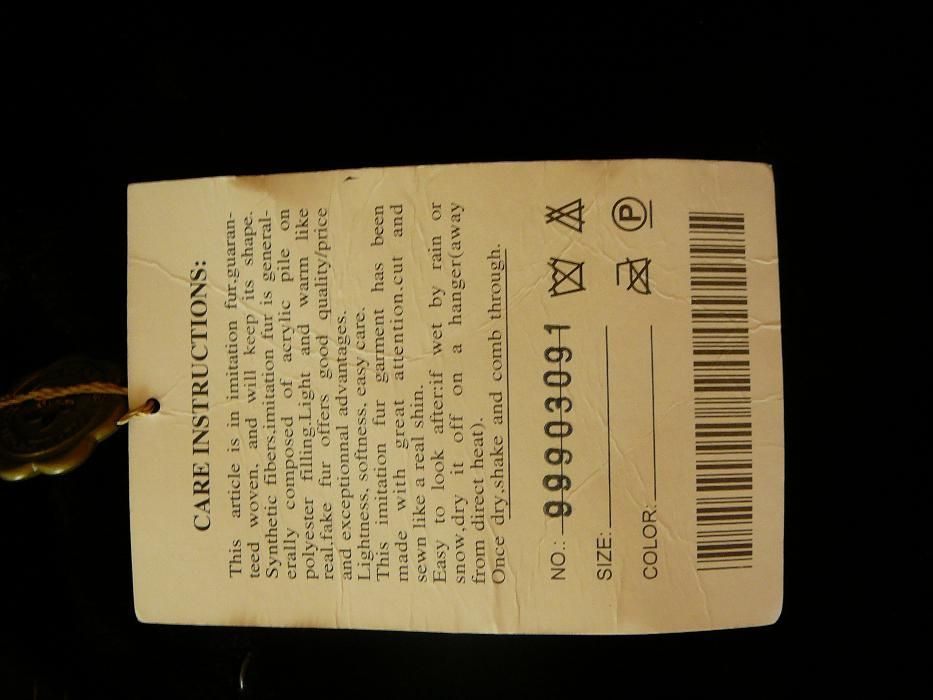 CARE INSTRUCTIONS:
This article is in imitation fur,guaran-
teed woven, and will keep its shape.
Synthetic fibers,imitation fur is general-
erally composed of acrylic pile on
polyester filling.Light and warm like
real.fake fur offers good quality/price
and exceptionnal advantages.
Lightness, softness, easy care.
This imitation fur garment has been
made with great attention.cut and
sewn like a real shin.
Easy to look after:if wet by rain or
snow,dry it off on a hanger(away
from direct heat).
Once dry,shake and comb through.
NO.: 99903091
SIZE:
COLOR:
P